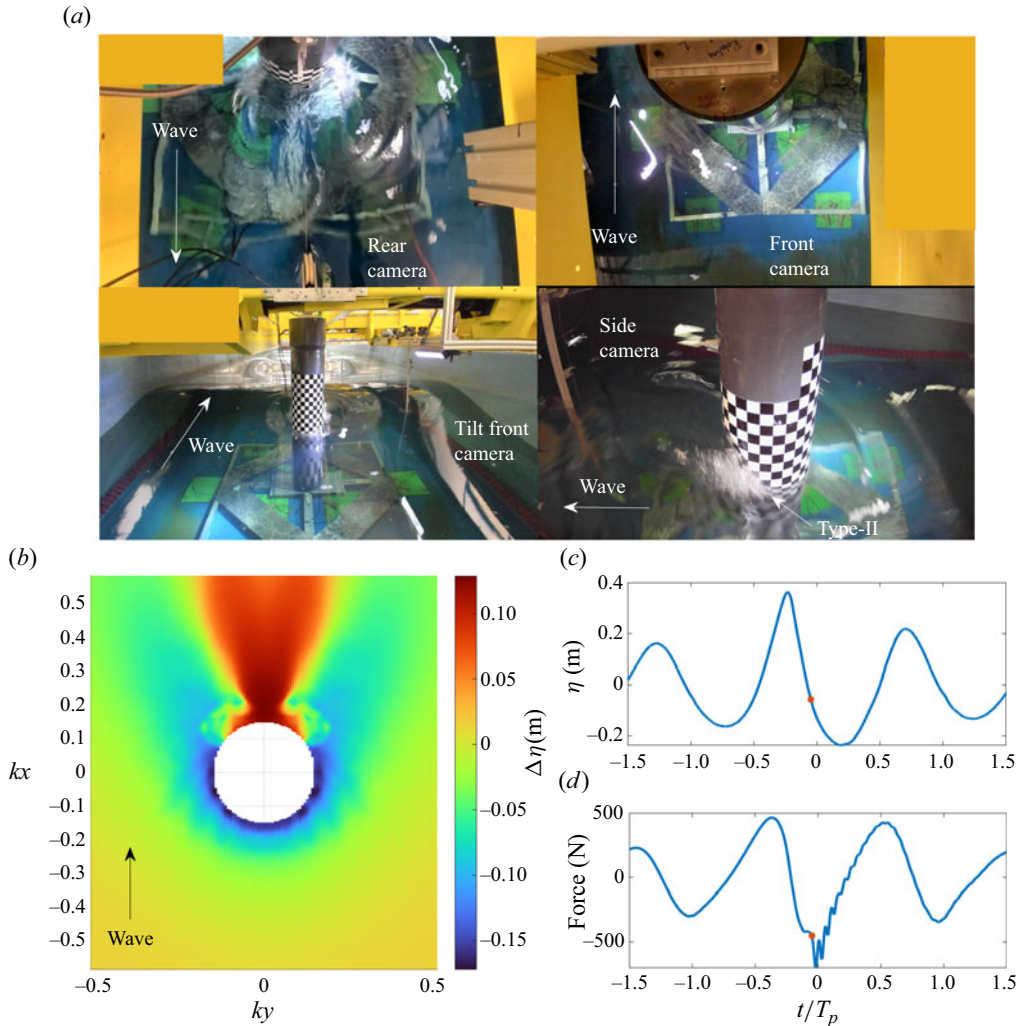 (a)
Wave
Rear
camera
Wave
Front
camera
Wave
Tilt front
camera
Side
camera
Wave
Type-II
(b)
0.5
0.4
0.3
0.2
0.1
0
–0.1
–0.2
–0.3
–0.4
–0.5
kx
Wave
–0.5
0
0.5
ky
0.10
0.05
0
–0.05
–0.10
–0.15
Δη(m)
(c)
0.4
0.2
0
–0.2
η (m)
–1.5
–1.0
–0.5
0
0.5
1.0
1.5
(d)
500
0
–500
Force (N)
–1.5
–1.0
–0.5
0
0.5
1.0
1.5
t/Tp